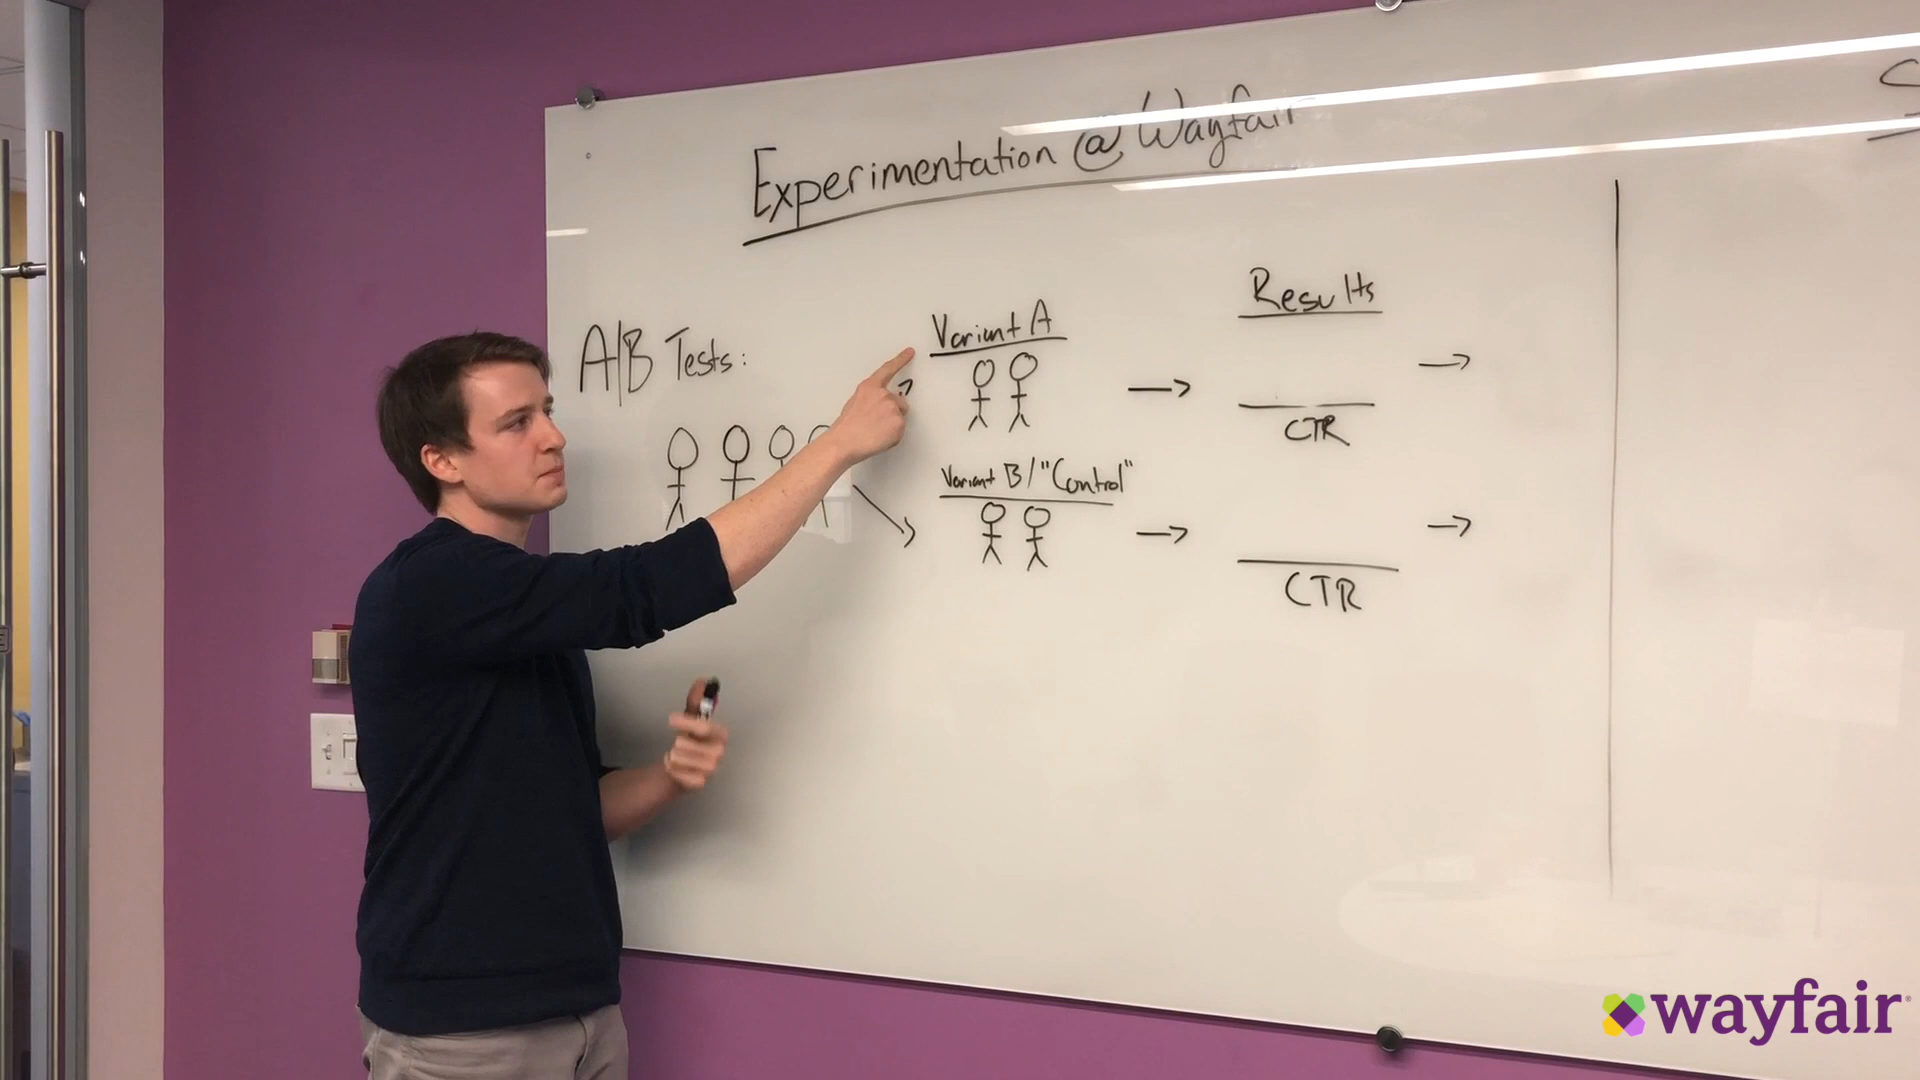 Experimentation @ Wayfair
A/B Tests:
Variant A
Results
CTR
Variant B/"Control"
CTR
wayfair